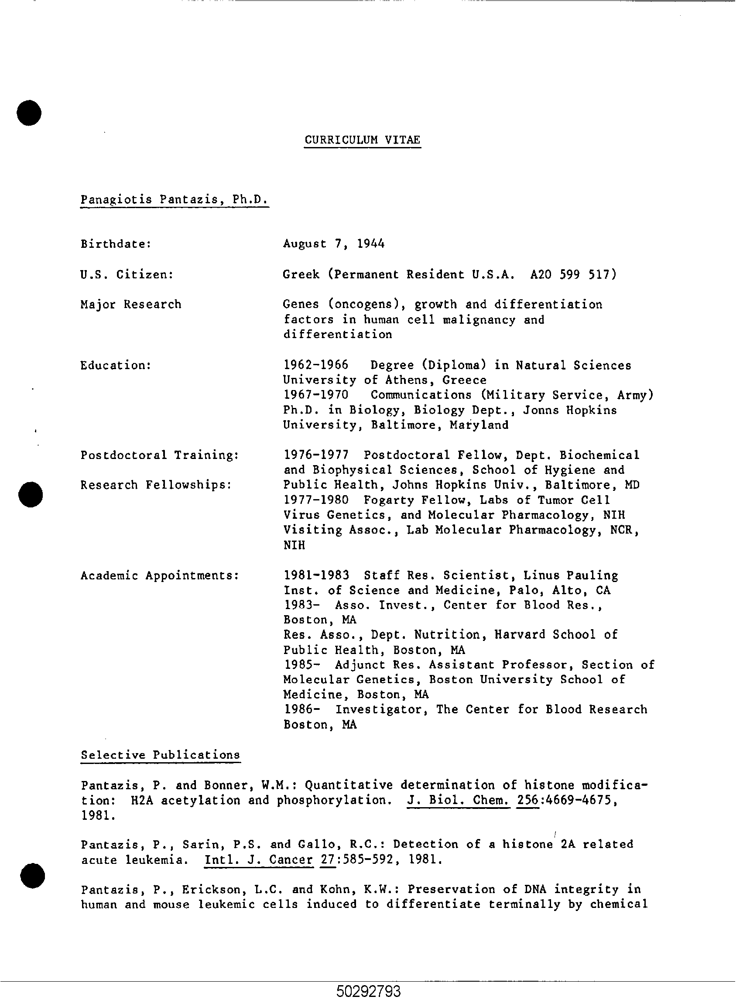 CURRICULUM VITAE
Panagiotis Pantazis, Ph.D.
Birthdate: August 7, 1944
U.S. Citizen: Greek (Permanent Resident U.S.A. A20 599 517)
Major Research Genes (oncogens), growth and differentiation
factors in human cell malignancy and
differentiation
Education: 1962-1966 Degree (Diploma) in Natural Sciences
University of Athens, Greece
1967-1970 Communications (Military Service, Army)
Ph.D. in Biology, Biology Dept., Jonns Hopkins
University, Baltimore, Maryland
Postdoctoral Training: 1976-1977 Postdoctoral Fellow, Dept. Biochemical
and Biophysical Sciences, School of Hygiene and
Research Fellowships: Public Health, Johns Hopkins Univ., Baltimore, MD
1977-1980 Fogarty Fellow, Labs of Tumor Cell
Virus Genetics, and Molecular Pharmacology, NIH
Visiting Assoc., Lab Molecular Pharmacology, NCR,
NIH
Academic Appointments: 1981-1983 Staff Res. Scientist, Linus Pauling
Inst. of Science and Medicine, Palo, Alto, CA
1983- Asso. Invest., Center for Blood Res.,
Boston, MA
Res. Asso., Dept. Nutrition, Harvard School of
Public Health, Boston, MA
1985- Adjunct Res. Assistant Professor, Section of
Molecular Genetics, Boston University School of
Medicine, Boston, MA
1986- Investigator, The Center for Blood Research
Boston, MA
Selective Publications
Pantazis, P. and Bonner, W.M.: Quantitative determination of histone modifica-
tion: H2A acetylation and phosphorylation. J. Biol. Chem. 256:4669-4675,
1981.
Pantazis, P., Sarin, P.S. and Gallo, R.C.: Detection of a histone 2A related
acute leukemia. Intl. J. Cancer 27:585-592, 1981.
Pantazis, P., Erickson, L.C. and Kohn, K.W.: Preservation of DNA integrity in
human and mouse leukemic cells induced to differentiate terminally by chemical
50292793